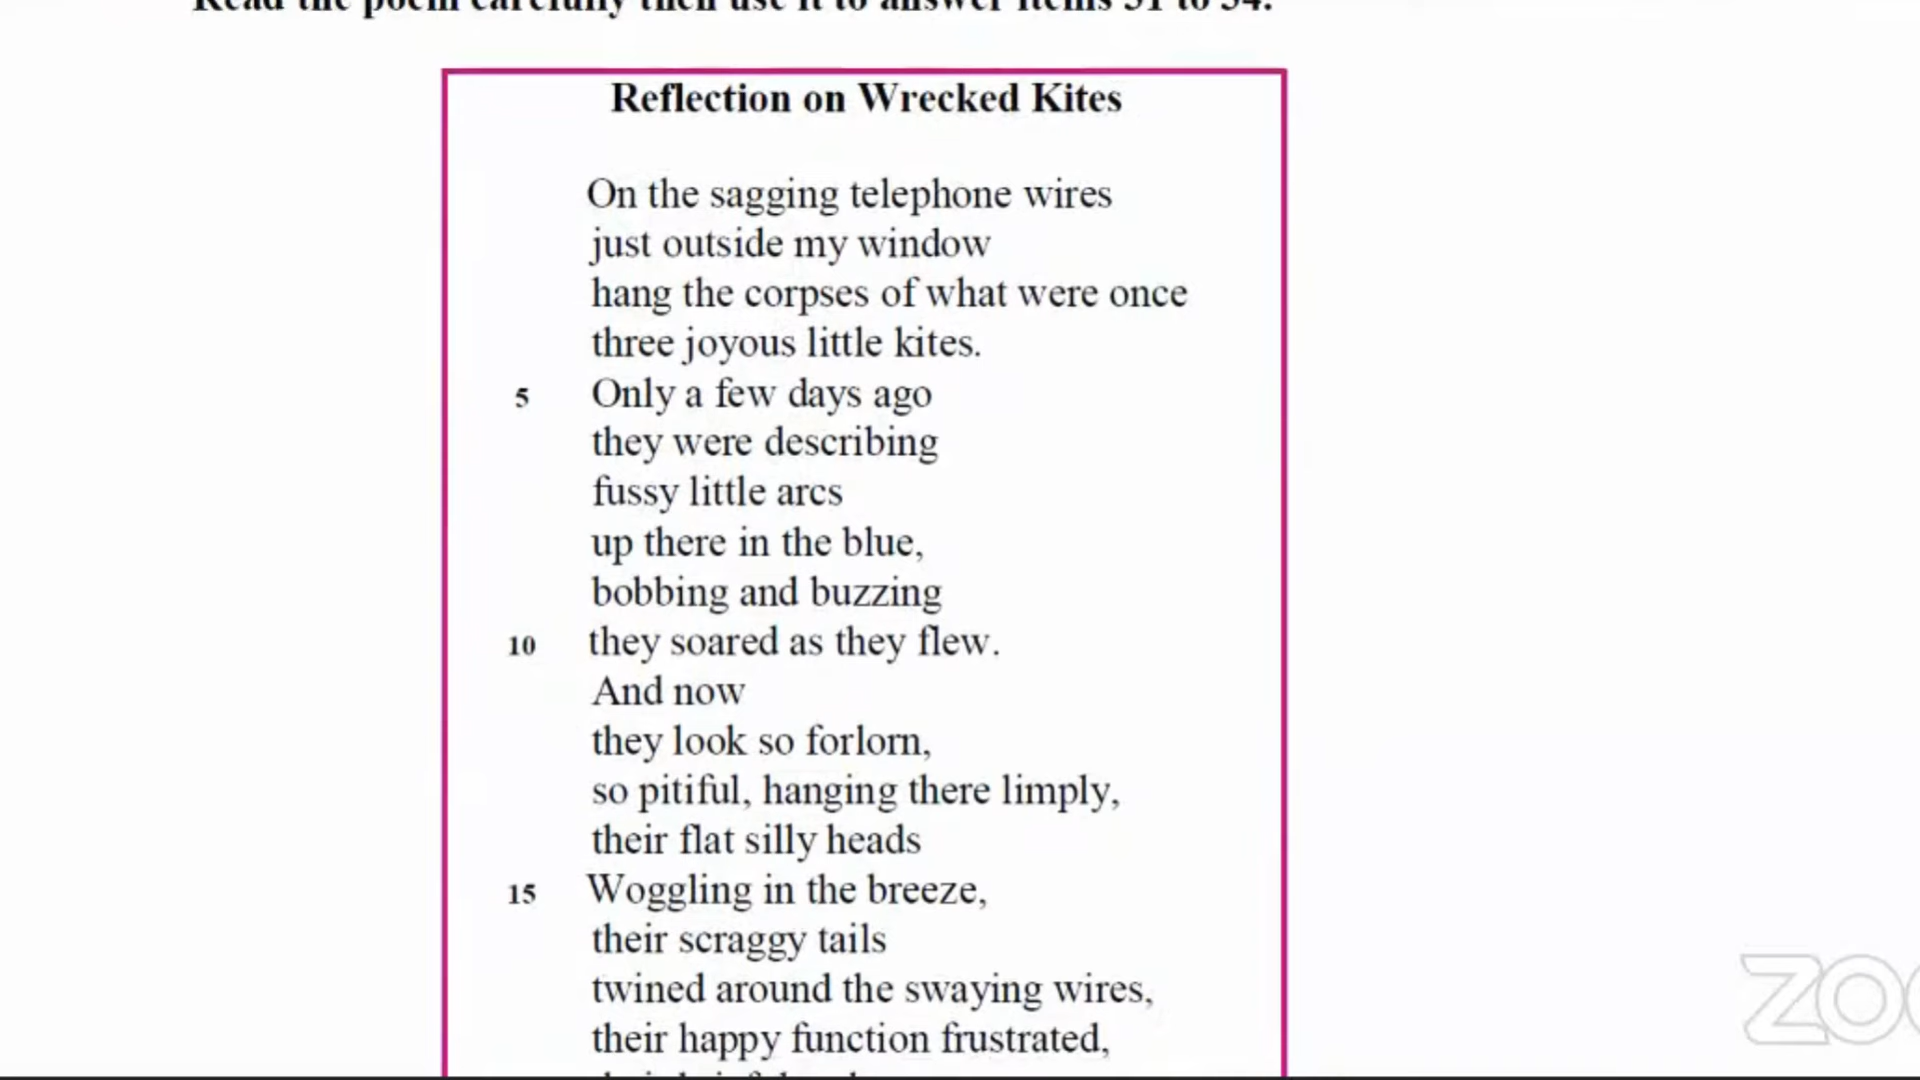 Read the poem carefully then use it to answer items 31 to 34.
Reflection on Wrecked Kites
On the sagging telephone wires
just outside my window
hang the corpses of what were once
three joyous little kites.
5 Only a few days ago
they were describing
fussy little arcs
up there in the blue,
bobbing and buzzing
10 they soared as they flew.
And now
they look so forlorn,
so pitiful, hanging there limply,
their flat silly heads
15 Woggling in the breeze,
their scraggy tails
twined around the swaying wires,
their happy function frustrated,